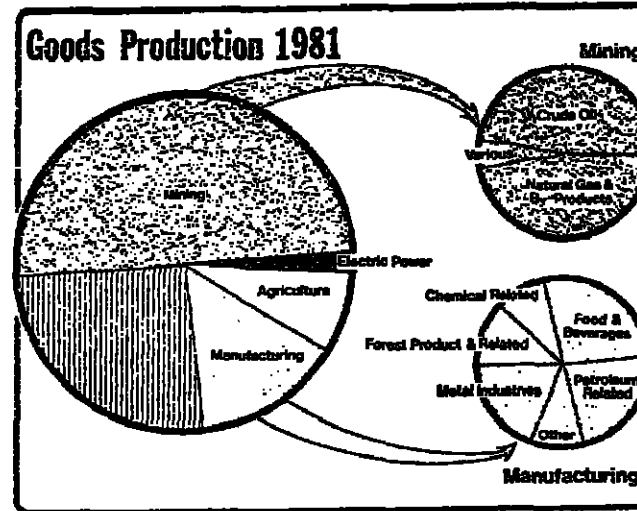 Goods Production 1981
Mining
Crude Oil
Various
Natural Gas &
By-Products
Mining
Electric Power
Agriculture
Manufacturing
Chemical Related
Food &
Beverages
Forest Product & Related
Metal Industries
Petroleum
Related
Other
Manufacturing